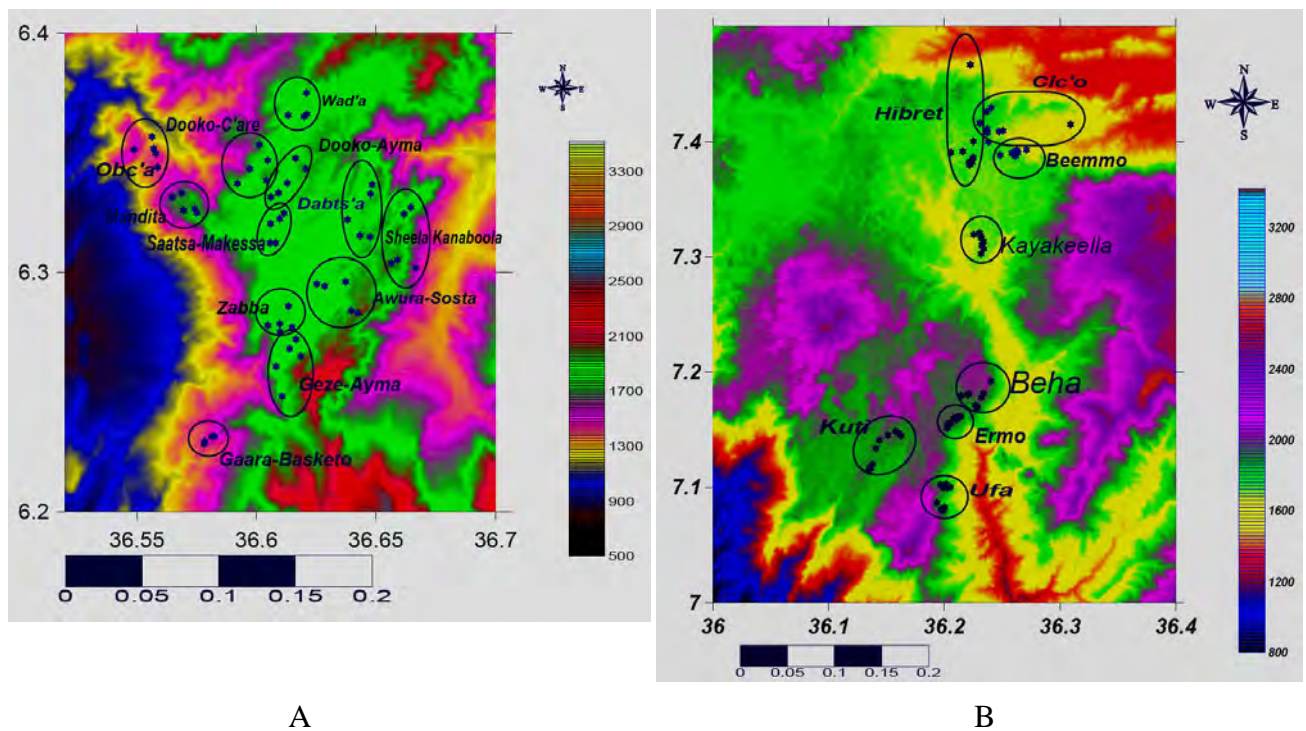 6.4
N
W E
S
Wad'a
Dooko-C'are
Dooko-Ayma
Obc'a
Mandita
Dabts'a
Saatsa-Makessa
Sheela Kanaboola
6.3
Zabba
Awura-Sosta
Geze-Ayma
Gaara-Basketo
6.2
36.55 36.6 36.65 36.7
0 0.05 0.1 0.15 0.2
3300
2900
2500
2100
1700
1300
900
500
A
N
W E
S
Gic'o
Hibret
7.4
Beemmo
Kayakeella
7.3
7.2
Beha
Kuti
Ermo
7.1
Ufa
7
36 36.1 36.2 36.3 36.4
0 0.05 0.1 0.15 0.2
3200
2800
2400
2000
1600
1200
800
B